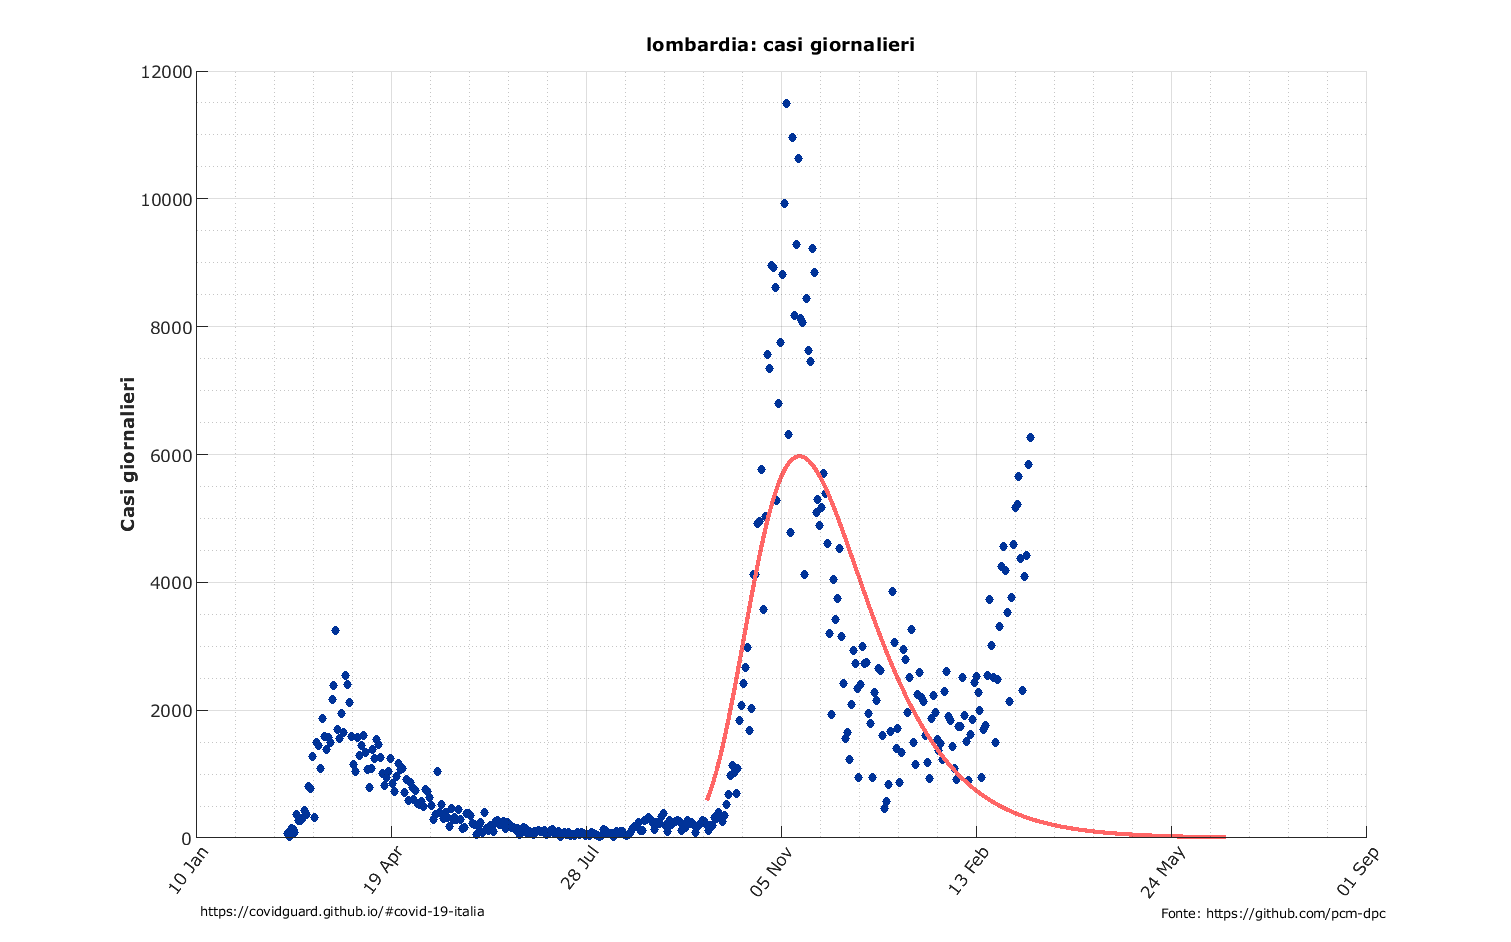 lombardia: casi giornalieri
Casi giornalieri
12000
10000
8000
6000
4000
2000
0
10 Jan
19 Apr
28 Jul
05 Nov
13 Feb
24 May
01 Sep
https://covidguard.github.io/#covid-19-italia
Fonte: https://github.com/pcm-dpc